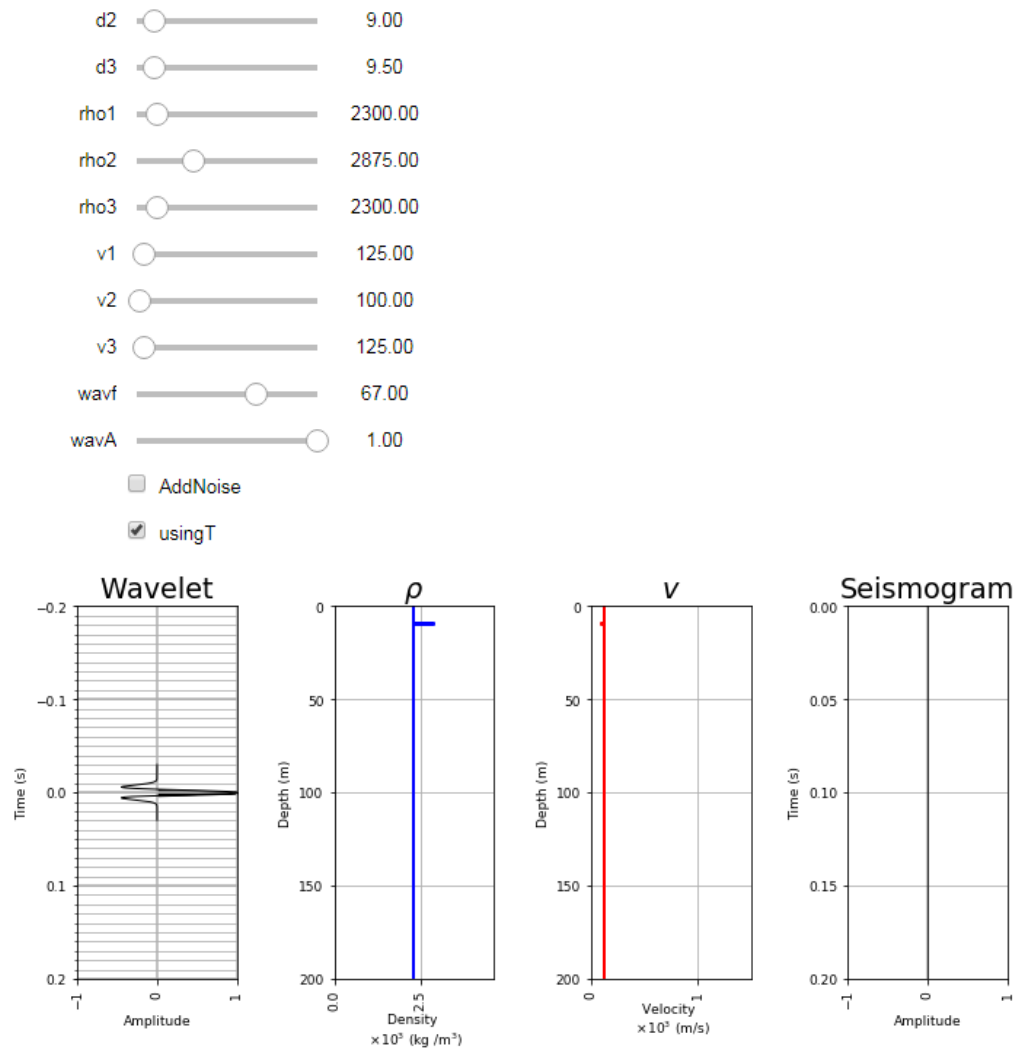 d2 9.00
d3 9.50
rho1 2300.00
rho2 2875.00
rho3 2300.00
v1 125.00
v2 100.00
v3 125.00
wavf 67.00
wavA 1.00
AddNoise
usingT
Wavelet ρ v Seismogram
−0.2 0 0 0.00
−0.1 50 50 0.05
0.0 100 100 0.10
0.1 150 150 0.15
0.2 200 200 0.20
Time (s) Depth (m) Depth (m) Time (s)
−1 0 1 0.0 2.5 0 1 −1 0 1
Amplitude Density Velocity Amplitude
×10³ (kg /m³) ×10³ (m/s)